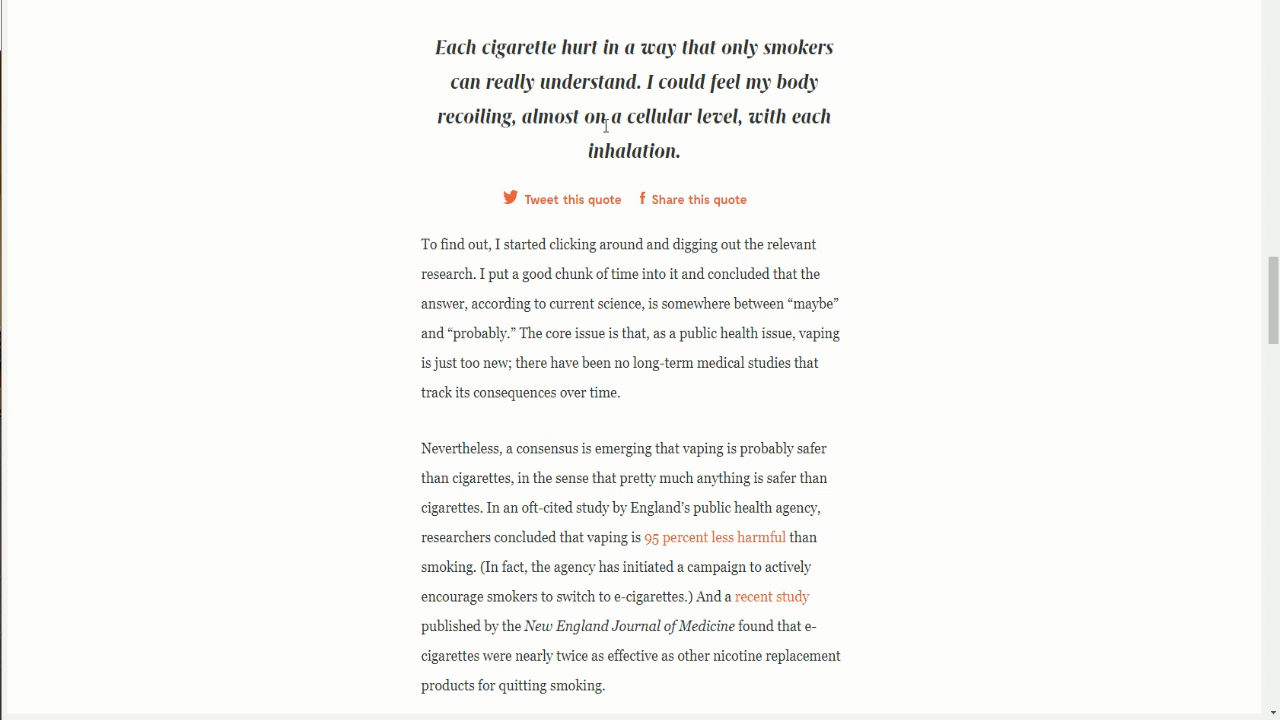 Each cigarette hurt in a way that only smokers
can really understand. I could feel my body
recoiling, almost on a cellular level, with each
inhalation.
Tweet this quote Share this quote
To find out, I started clicking around and digging out the relevant
research. I put a good chunk of time into it and concluded that the
answer, according to current science, is somewhere between “maybe”
and “probably.” The core issue is that, as a public health issue, vaping
is just too new; there have been no long-term medical studies that
track its consequences over time.
Nevertheless, a consensus is emerging that vaping is probably safer
than cigarettes, in the sense that pretty much anything is safer than
cigarettes. In an oft-cited study by England’s public health agency,
researchers concluded that vaping is 95 percent less harmful than
smoking. (In fact, the agency has initiated a campaign to actively
encourage smokers to switch to e-cigarettes.) And a recent study
published by the New England Journal of Medicine found that e-
cigarettes were nearly twice as effective as other nicotine replacement
products for quitting smoking.